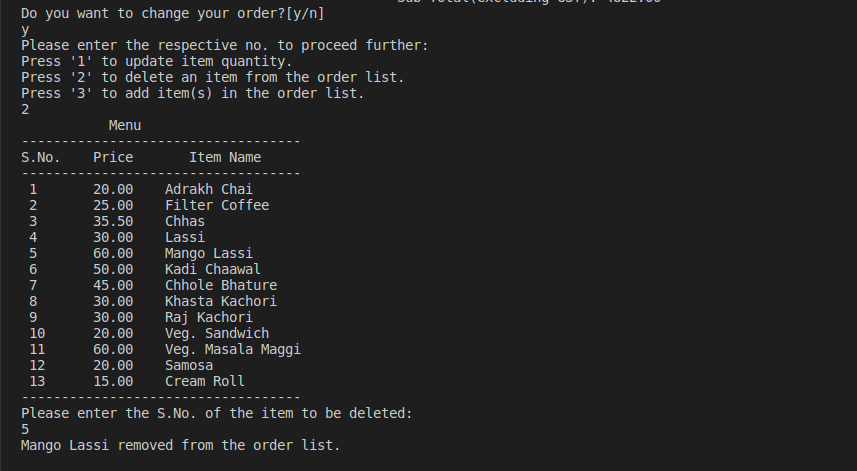 Do you want to change your order?[y/n]
y
Please enter the respective no. to proceed further:
Press '1' to update item quantity.
Press '2' to delete an item from the order list.
Press '3' to add item(s) in the order list.
2
Menu
-----------------------------------
S.No.    Price       Item Name
-----------------------------------
1       20.00    Adrakh Chai
2       25.00    Filter Coffee
3       35.50    Chhas
4       30.00    Lassi
5       60.00    Mango Lassi
6       50.00    Kadi Chaawal
7       45.00    Chhole Bhature
8       30.00    Khasta Kachori
9       30.00    Raj Kachori
10      20.00    Veg. Sandwich
11      60.00    Veg. Masala Maggi
12      20.00    Samosa
13      15.00    Cream Roll
-----------------------------------
Please enter the S.No. of the item to be deleted:
5
Mango Lassi removed from the order list.